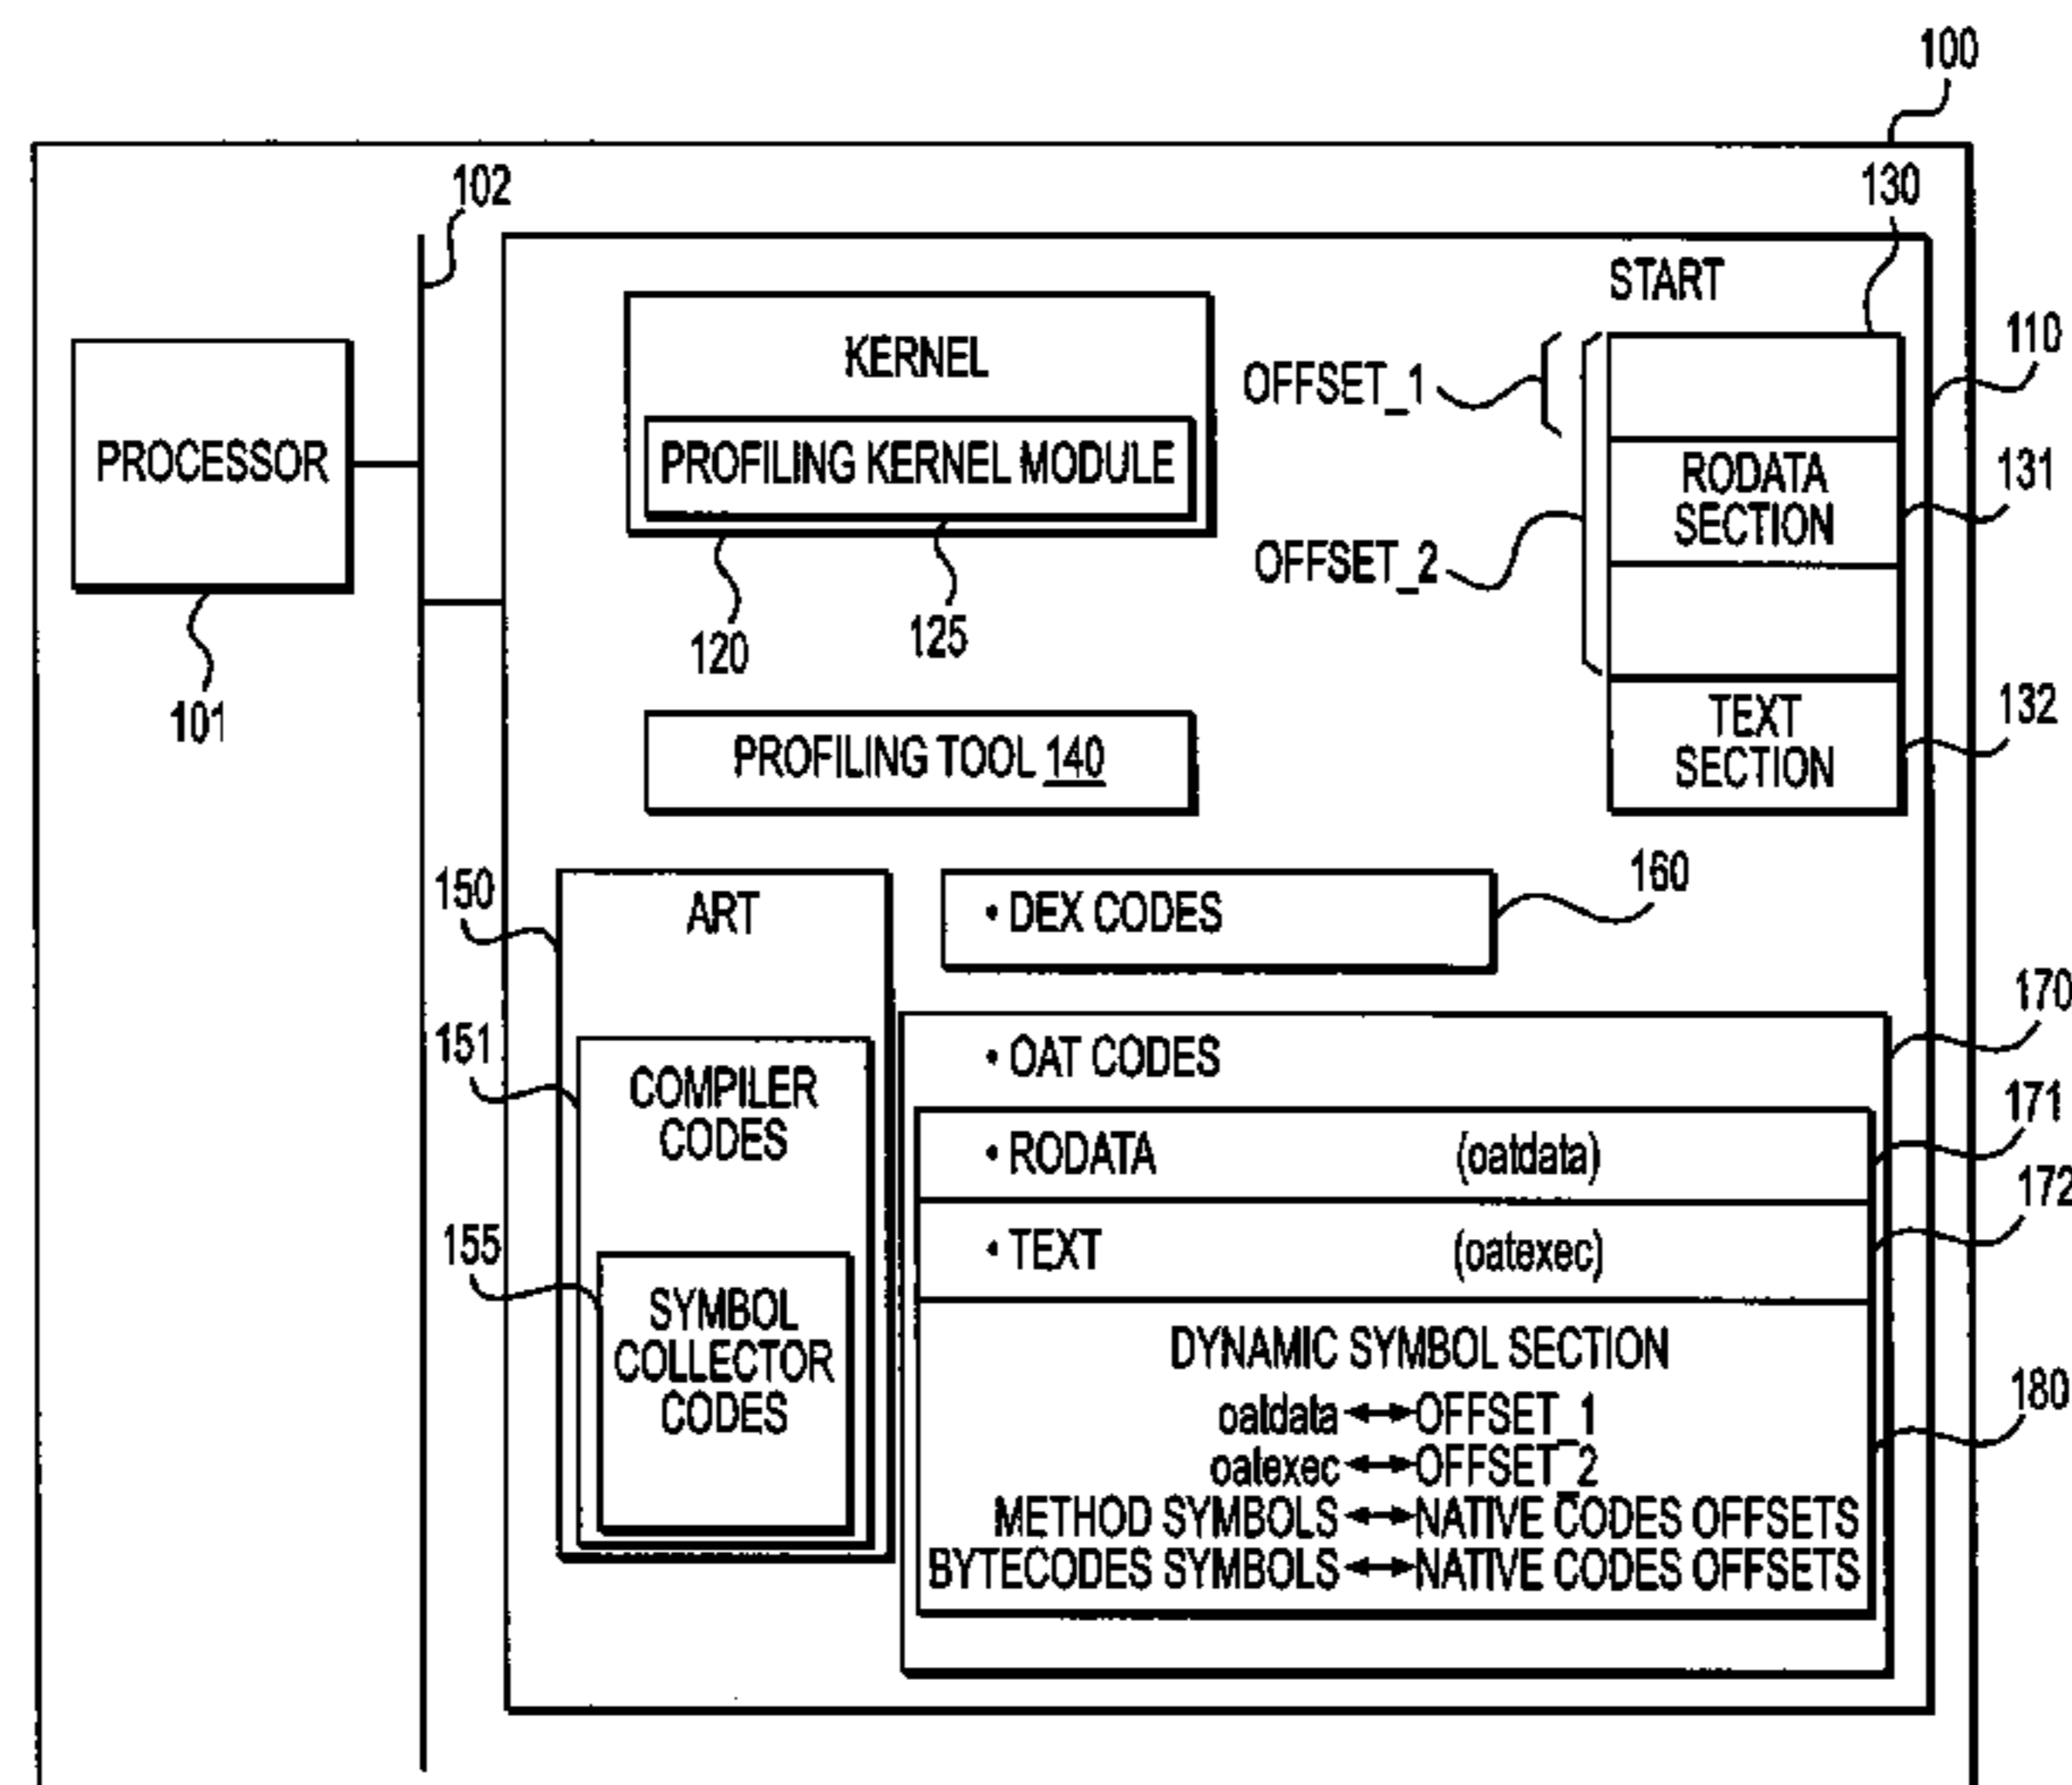 100
102
130
START
110
KERNEL
OFFSET_1
PROCESSOR
PROFILING KERNEL MODULE
RODATA
SECTION
131
OFFSET_2
120
125
101
132
TEXT
SECTION
PROFILING TOOL 140
150
ART
• DEX CODES
160
170
151
COMPILER
CODES
• OAT CODES
171
• RODATA (oatdata)
172
155
• TEXT (oatexec)
SYMBOL
COLLECTOR
CODES
DYNAMIC SYMBOL SECTION
180
oatdata ↔ OFFSET_1
oatexec ↔ OFFSET_2
METHOD SYMBOLS ↔ NATIVE CODES OFFSETS
BYTECODES SYMBOLS ↔ NATIVE CODES OFFSETS